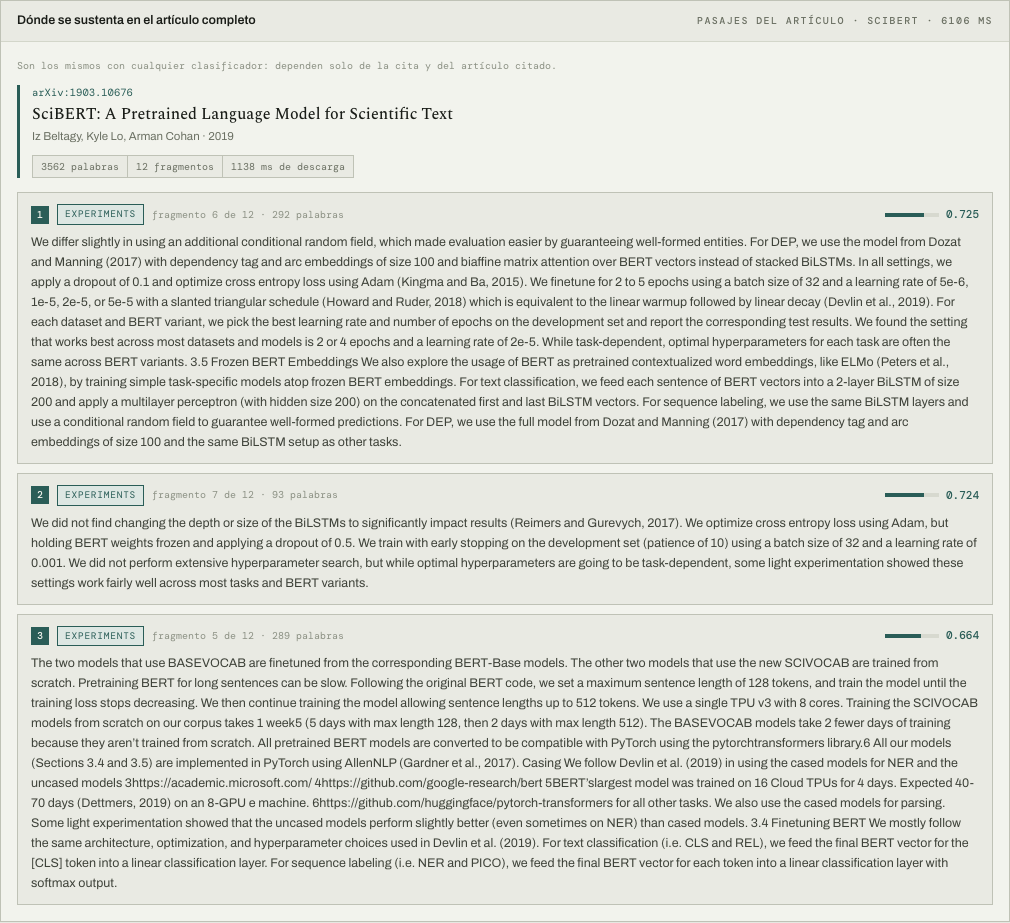 Dónde se sustenta en el artículo completo
PASAJES DEL ARTÍCULO · SCIBERT · 6106 MS
Son los mismos con cualquier clasificador: dependen solo de la cita y del artículo citado.
arXiv:1903.10676
SciBERT: A Pretrained Language Model for Scientific Text
Iz Beltagy, Kyle Lo, Arman Cohan · 2019
3562 palabras 12 fragmentos 1138 ms de descarga
1 EXPERIMENTS fragmento 6 de 12 · 292 palabras 0.725
We differ slightly in using an additional conditional random field, which made evaluation easier by guaranteeing well-formed entities. For DEP, we use the model from Dozat
and Manning (2017) with dependency tag and arc embeddings of size 100 and biaffine matrix attention over BERT vectors instead of stacked BiLSTMs. In all settings, we
apply a dropout of 0.1 and optimize cross entropy loss using Adam (Kingma and Ba, 2015). We finetune for 2 to 5 epochs using a batch size of 32 and a learning rate of 5e-6,
1e-5, 2e-5, or 5e-5 with a slanted triangular schedule (Howard and Ruder, 2018) which is equivalent to the linear warmup followed by linear decay (Devlin et al., 2019). For
each dataset and BERT variant, we pick the best learning rate and number of epochs on the development set and report the corresponding test results. We found the setting
that works best across most datasets and models is 2 or 4 epochs and a learning rate of 2e-5. While task-dependent, optimal hyperparameters for each task are often the
same across BERT variants. 3.5 Frozen BERT Embeddings We also explore the usage of BERT as pretrained contextualized word embeddings, like ELMo (Peters et al.,
2018), by training simple task-specific models atop frozen BERT embeddings. For text classification, we feed each sentence of BERT vectors into a 2-layer BiLSTM of size
200 and apply a multilayer perceptron (with hidden size 200) on the concatenated first and last BiLSTM vectors. For sequence labeling, we use the same BiLSTM layers and
use a conditional random field to guarantee well-formed predictions. For DEP, we use the full model from Dozat and Manning (2017) with dependency tag and arc
embeddings of size 100 and the same BiLSTM setup as other tasks.
2 EXPERIMENTS fragmento 7 de 12 · 93 palabras 0.724
We did not find changing the depth or size of the BiLSTMs to significantly impact results (Reimers and Gurevych, 2017). We optimize cross entropy loss using Adam, but
holding BERT weights frozen and applying a dropout of 0.5. We train with early stopping on the development set (patience of 10) using a batch size of 32 and a learning rate of
0.001. We did not perform extensive hyperparameter search, but while optimal hyperparameters are going to be task-dependent, some light experimentation showed these
settings work fairly well across most tasks and BERT variants.
3 EXPERIMENTS fragmento 5 de 12 · 289 palabras 0.664
The two models that use BASEVOCAB are finetuned from the corresponding BERT-Base models. The other two models that use the new SCIVOCAB are trained from
scratch. Pretraining BERT for long sentences can be slow. Following the original BERT code, we set a maximum sentence length of 128 tokens, and train the model until the
training loss stops decreasing. We then continue training the model allowing sentence lengths up to 512 tokens. We use a single TPU v3 with 8 cores. Training the SCIVOCAB
models from scratch on our corpus takes 1 week5 (5 days with max length 128, then 2 days with max length 512). The BASEVOCAB models take 2 fewer days of training
because they aren't trained from scratch. All pretrained BERT models are converted to be compatible with PyTorch using the pytorchtransformers library.6 All our models
(Sections 3.4 and 3.5) are implemented in PyTorch using AllenNLP (Gardner et al., 2017). Casing We follow Devlin et al. (2019) in using the cased models for NER and the
uncased models 3https://academic.microsoft.com/ 4https://github.com/google-research/bert 5BERT'slargest model was trained on 16 Cloud TPUs for 4 days. Expected 40-
70 days (Dettmers, 2019) on an 8-GPU e machine. 6https://github.com/huggingface/pytorch-transformers for all other tasks. We also use the cased models for parsing.
Some light experimentation showed that the uncased models perform slightly better (even sometimes on NER) than cased models. 3.4 Finetuning BERT We mostly follow
the same architecture, optimization, and hyperparameter choices used in Devlin et al. (2019). For text classification (i.e. CLS and REL), we feed the final BERT vector for the
[CLS] token into a linear classification layer. For sequence labeling (i.e. NER and PICO), we feed the final BERT vector for each token into a linear classification layer with
softmax output.